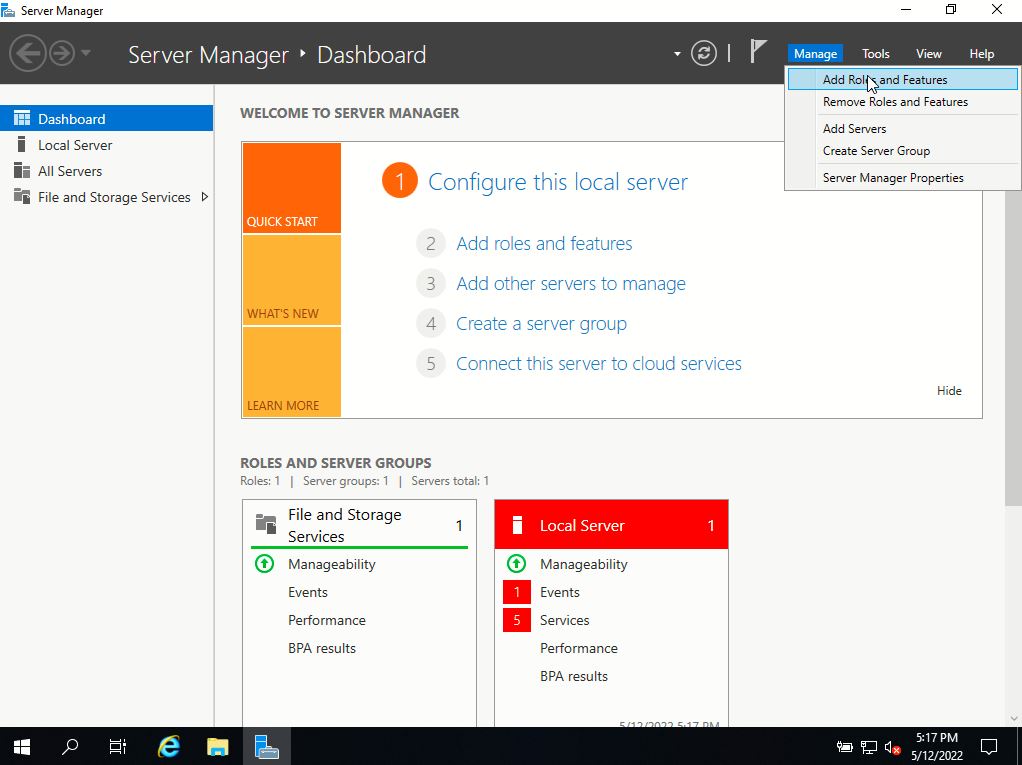 Server Manager
Server Manager • Dashboard
Manage Tools View Help
Add Roles and Features
Remove Roles and Features
Add Servers
Create Server Group
Server Manager Properties
Dashboard
Local Server
All Servers
File and Storage Services
WELCOME TO SERVER MANAGER
QUICK START
WHAT'S NEW
LEARN MORE
1 Configure this local server
2 Add roles and features
3 Add other servers to manage
4 Create a server group
5 Connect this server to cloud services
Hide
ROLES AND SERVER GROUPS
Roles: 1 | Server groups: 1 | Servers total: 1
File and Storage
Services
1
Manageability
Events
Performance
BPA results
Local Server 1
Manageability
1 Events
5 Services
Performance
BPA results
5/12/2022 5:17 PM
5:17 PM
5/12/2022